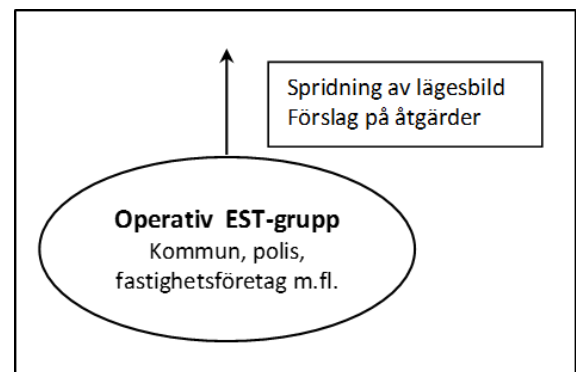 Spridning av lägesbild
Förslag på åtgärder
Operativ EST-grupp
Kommun, polis,
fastighetsföretag m.fl.